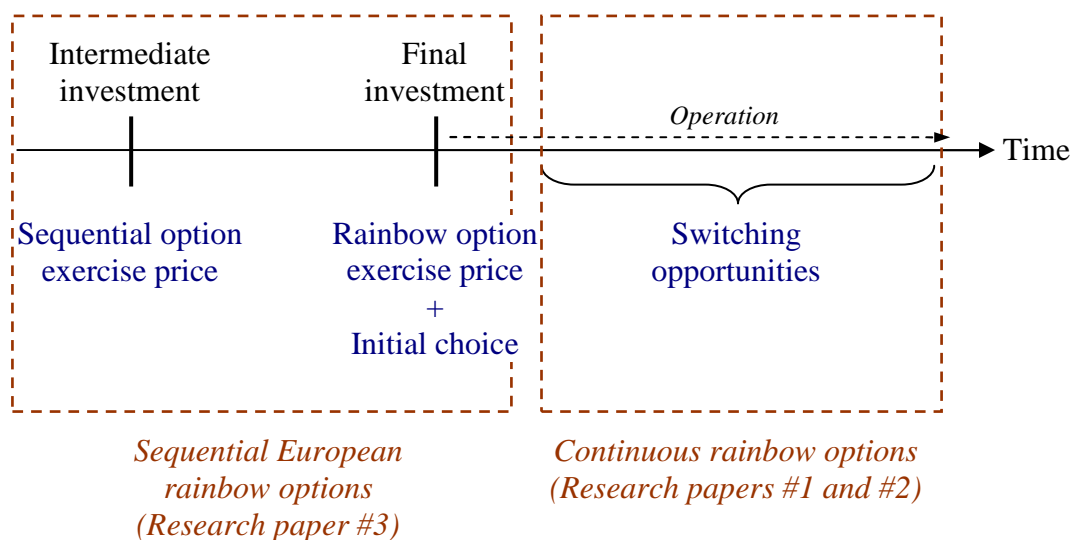 Intermediate
investment
Final
investment
Operation
Time
Sequential option
exercise price
Rainbow option
exercise price
+
Initial choice
Switching
opportunities
Sequential European
rainbow options
(Research paper #3)
Continuous rainbow options
(Research papers #1 and #2)